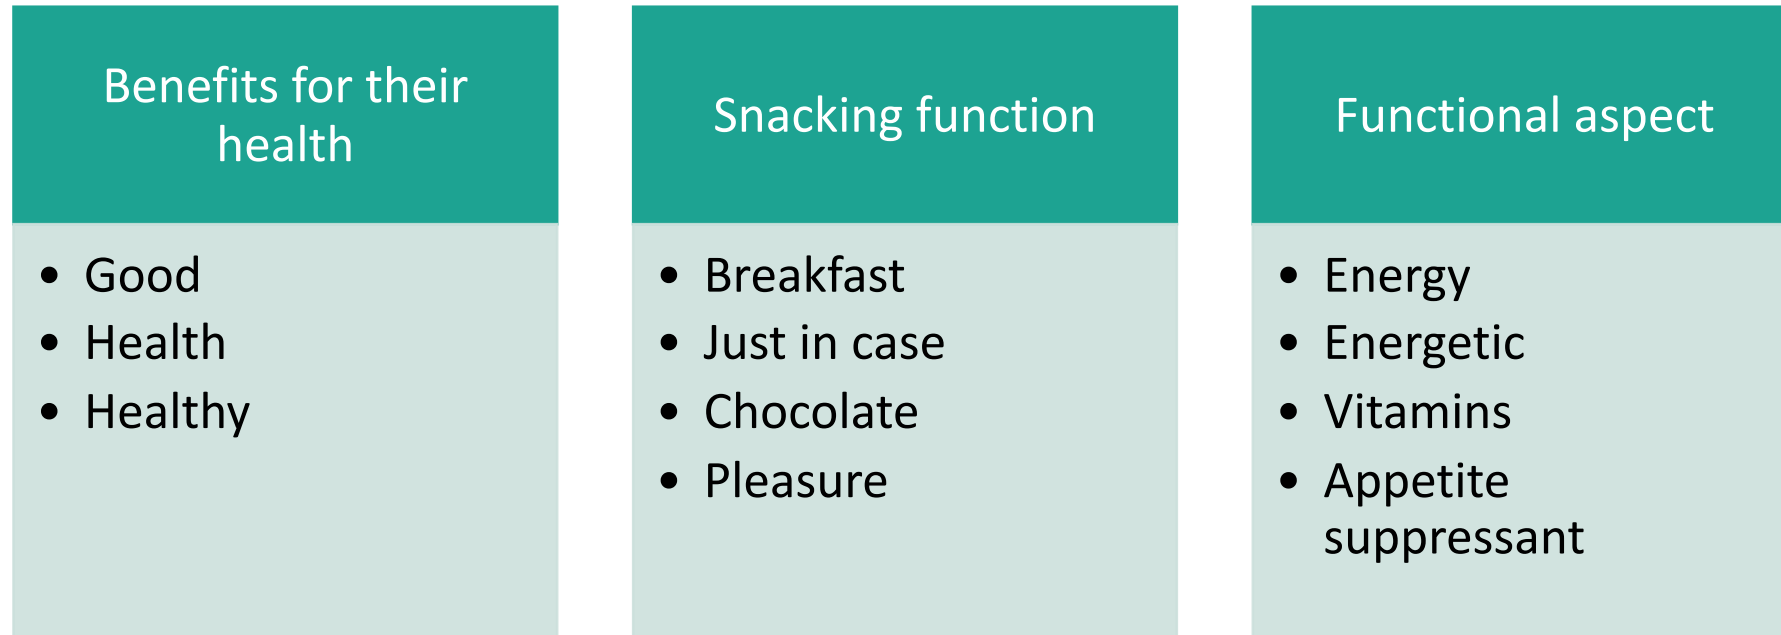 Benefits for their
health
• Good
• Health
• Healthy
Snacking function
• Breakfast
• Just in case
• Chocolate
• Pleasure
Functional aspect
• Energy
• Energetic
• Vitamins
• Appetite
suppressant